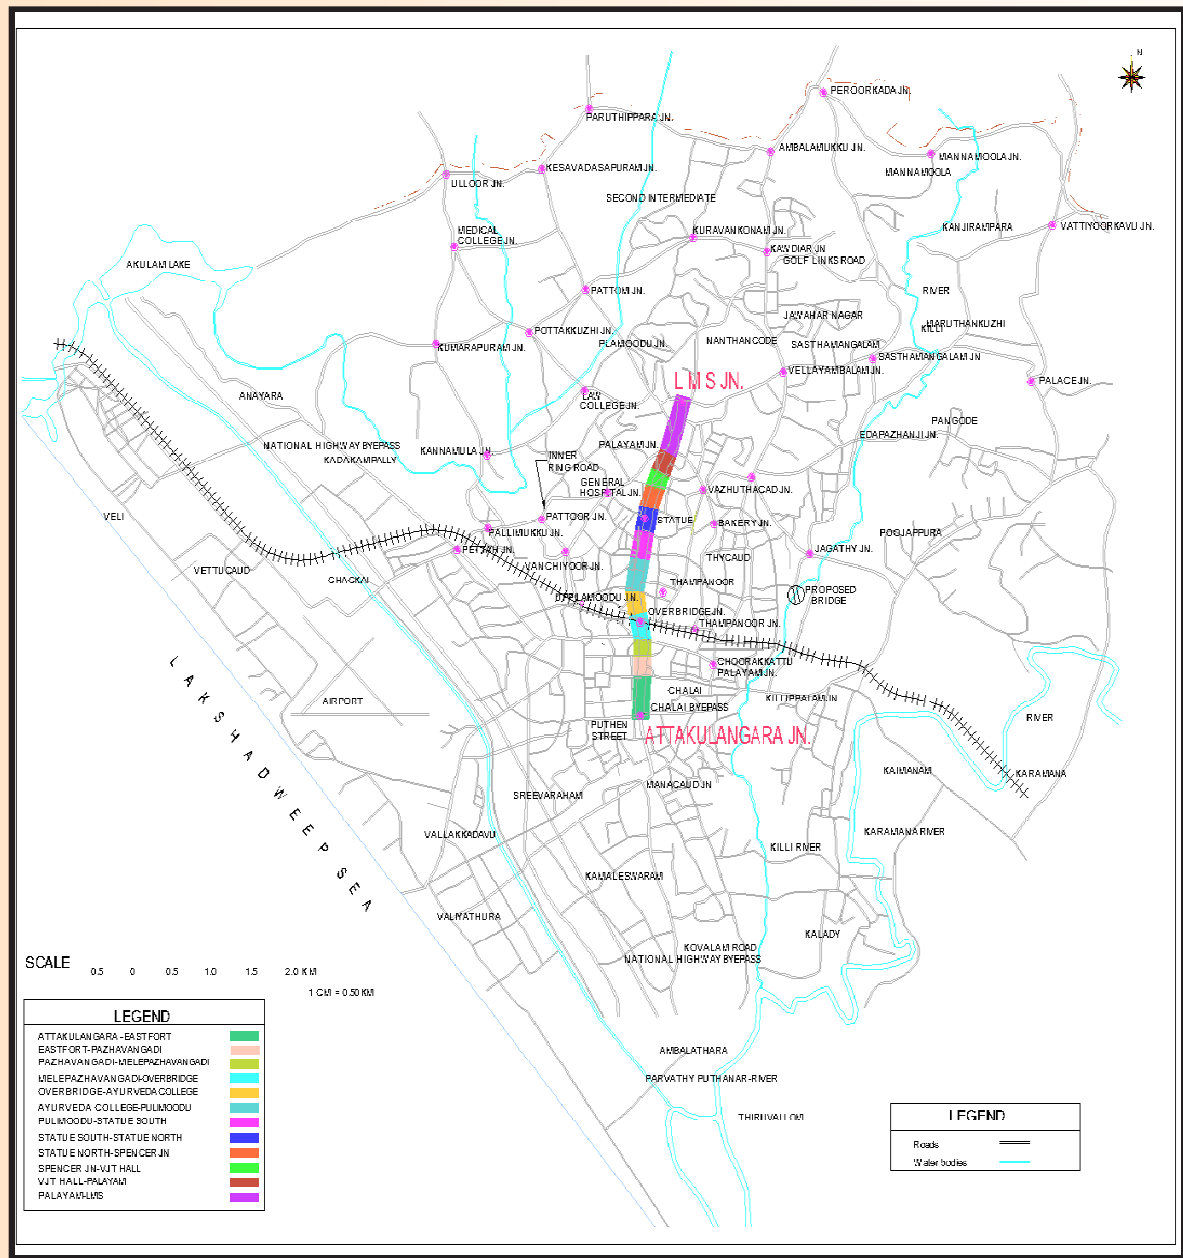 N
PEROORKADA JN.
PARUTHIPPARA JN.
AMBALAMUKKU JN.
MANNAMOOLA JN.
MANNAMOOLA
KESAVADASAPURAM JN.
ULLOOR JN.
SECOND INTERMEDIATE
MEDICAL
COLLEGE JN.
KURAVANKONAM JN.
KANJIRAMPARA
VATTIYOORKAVU JN.
KAWDIAR JN
GOLF LINKS ROAD
AKULAM LAKE
PATTOM JN.
RIVER
JAWAHAR NAGAR
MARUTHANKUZHI
KILLI
POTTAKKUZHI JN.
PLAMOODU JN.
NANTHANCODE
SASTHAMANGALAM
KUMARAPURAM JN.
SASTHAMANGALAM JN
VELLAYAMBALAM JN.
L M S JN.
PALACE JN.
ANAYARA
LAW
COLLEGE JN.
PANGODE
NATIONAL HIGHWAY BYEPASS
KADAKAMPALLY
KANNAMULA JN.
PALAYAM JN.
EDAPAZHANJI JN.
INNER
RING ROAD
GENERAL
HOSPITAL JN.
VAZHUTHACAD JN.
VELI
PATTOOR JN.
STATUE
BAKERY JN.
PALLIMUKKU JN.
POOJAPPURA
PETTAH JN.
VANCHIYOOR JN.
THYCAUD
JAGATHY JN.
VETTUCAUD
CHACKAI
THAMPANOOR
PROPOSED
BRIDGE
UPPILAMOODU JN.
OVERBRIDGE JN.
THAMPANOOR JN.
CHOORAKKATTU
PALAYAM JN.
CHALAI
KILLIPPALAM JN
AIRPORT
CHALAI BYEPASS
PUTHEN
STREET
RIVER
ATTAKULANGARA JN.
LAKSHADWEEP SEA
KAIMANAM
KARAMANA
SREEVARAHAM
MANACAUD JN
VALLAKKADAVU
KARAMANA RIVER
KILLI RIVER
KAMALESWARAM
VALIYATHURA
KALADY
KOVALAM ROAD
NATIONAL HIGHWAY BYEPASS
SCALE
0.5 0 0.5 1.0 1.5 2.0 KM
1 CM = 0.50 KM
AMBALATHARA
PARVATHY PUTHANAR-RIVER
THIRUVALLOM
LEGEND
ATTAKULANGARA-EASTFORT
EASTFORT-PAZHAVANGADI
PAZHAVANGADI-MELEPAZHAVANGADI
MELEPAZHAVANGADI-OVERBRIDGE
OVERBRIDGE-AYURVEDA COLLEGE
AYURVEDA-COLLEGE-PULIMOODU
PULIMOODU-STATUE SOUTH
STATUE SOUTH-STATUE NORTH
STATUE NORTH-SPENCER JN
SPENCER JN-VJT HALL
VJT HALL-PALAYAM
PALAYAM-LMS
LEGEND
Roads
Water bodies